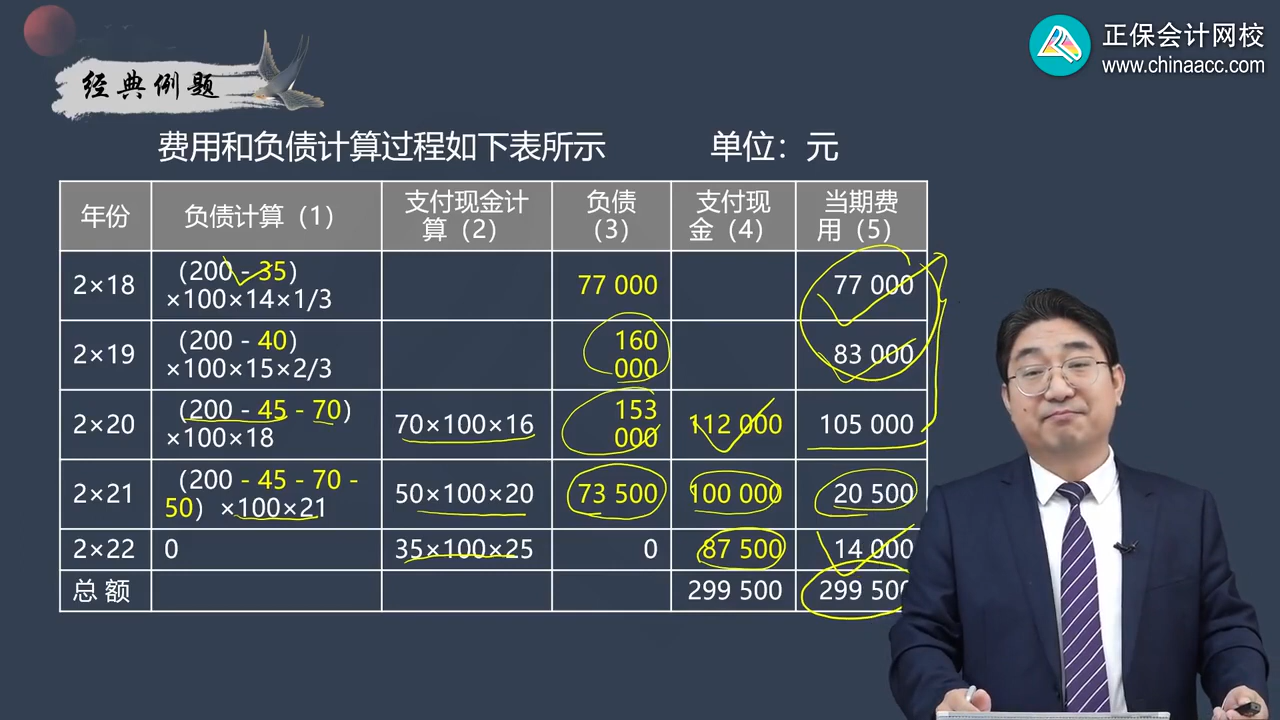 正保会计网校
www.chinaacc.com
经典例题
费用和负债计算过程如下表所示 单位：元
年份 负债计算（1） 支付现金计算（2） 负债（3） 支付现金（4） 当期费用（5）
2×18 （200 - 35）×100×14×1/3 77 000 77 000
2×19 （200 - 40）×100×15×2/3 160 000 83 000
2×20 （200 - 45 - 70）×100×18 70×100×16 153 000 112 000 105 000
2×21 （200 - 45 - 70 - 50）×100×21 50×100×20 73 500 100 000 20 500
2×22 0 35×100×25 0 87 500 14 000
总 额 299 500 299 500